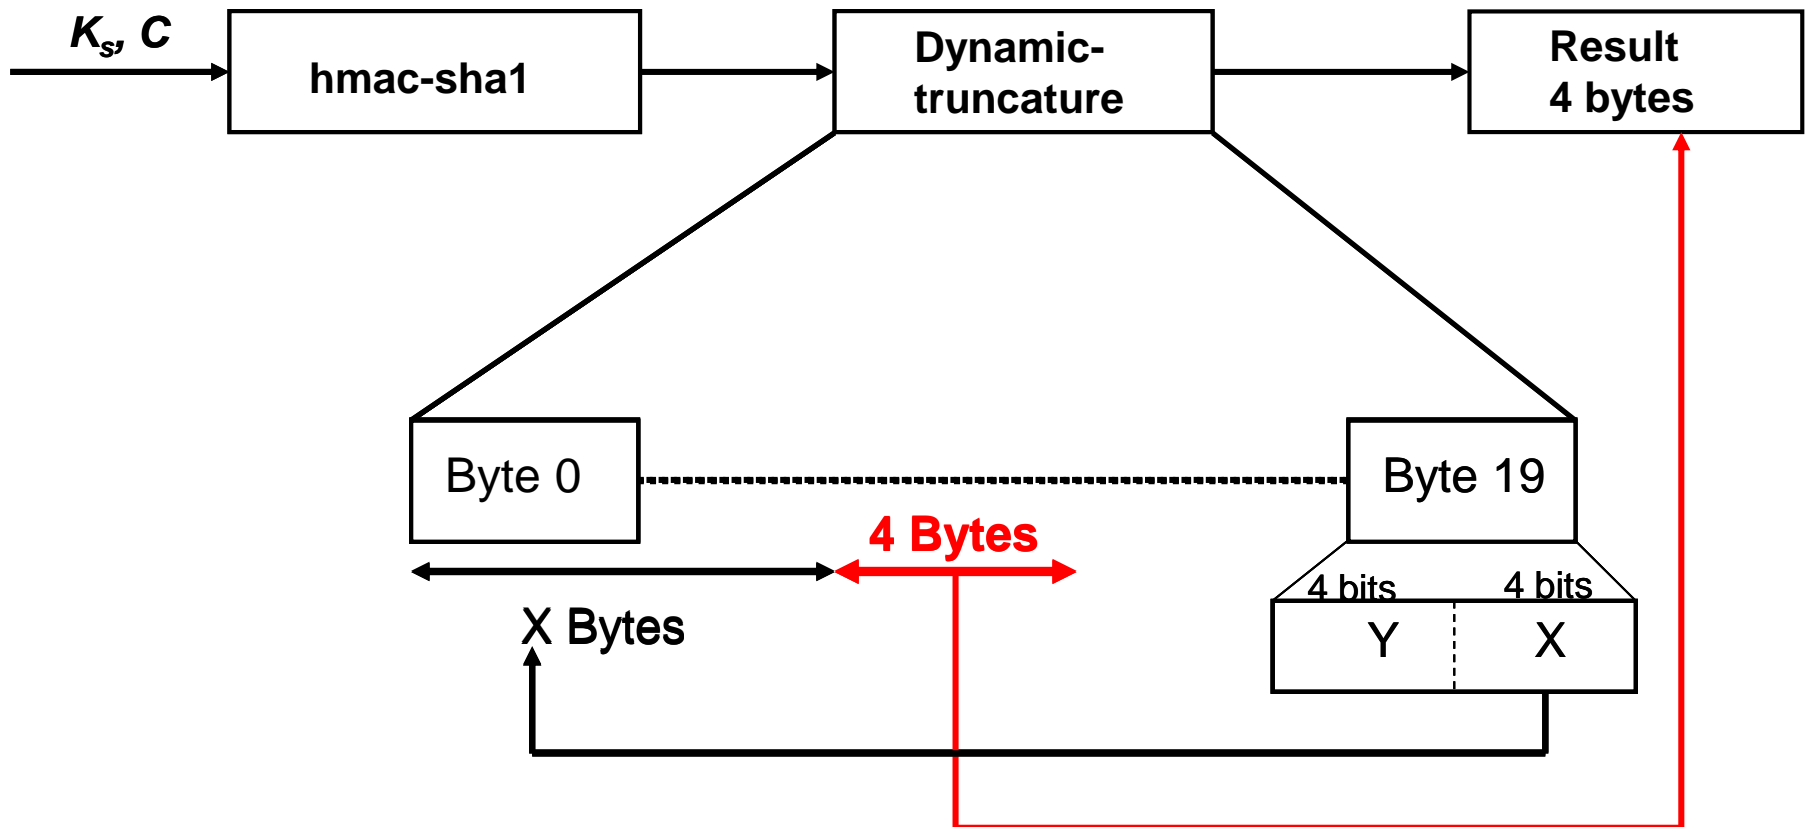 Ks, C
hmac-sha1
Dynamic-
truncature
Result
4 bytes
Byte 0
Byte 19
4 Bytes
X Bytes
4 bits
4 bits
Y
X